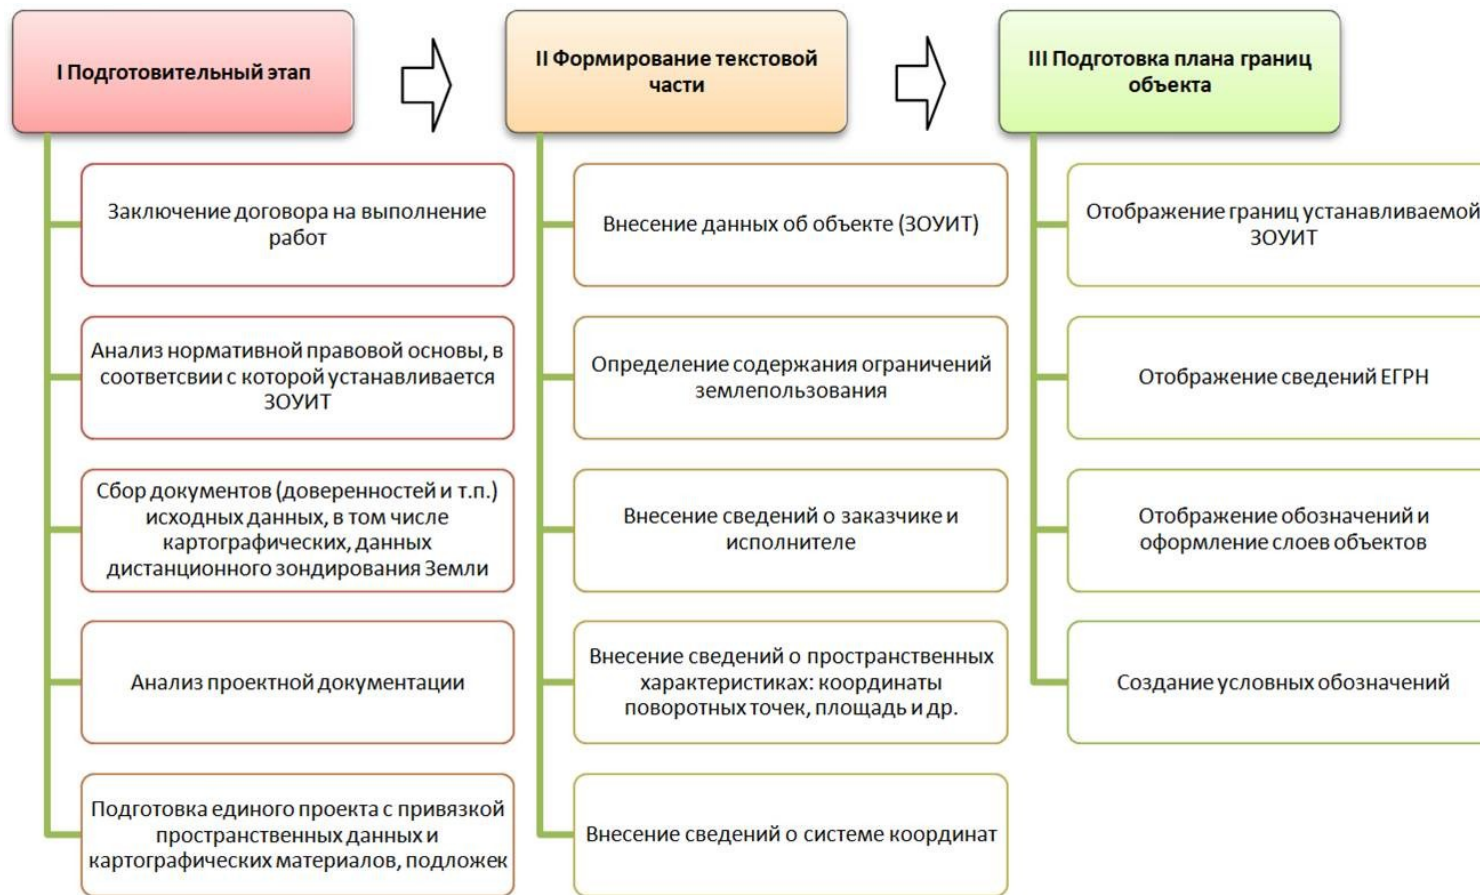 I Подготовительный этап
Заключение договора на выполнение
работ
Анализ нормативной правовой основы, в
соответсвии с которой устанавливается
ЗОУИТ
Сбор документов (доверенностей и т.п.)
исходных данных, в том числе
картографических, данных
дистанционного зондирования Земли
Анализ проектной документации
Подготовка единого проекта с привязкой
пространственных данных и
картографических материалов, подложек
II Формирование текстовой
части
Внесение данных об объекте (ЗОУИТ)
Определение содержания ограничений
землепользования
Внесение сведений о заказчике и
исполнителе
Внесение сведений о пространственных
характеристиках: координаты
поворотных точек, площадь и др.
Внесение сведений о системе координат
III Подготовка плана границ
объекта
Отображение границ устанавливаемой
ЗОУИТ
Отображение сведений ЕГРН
Отображение обозначений и
оформление слоев объектов
Создание условных обозначений